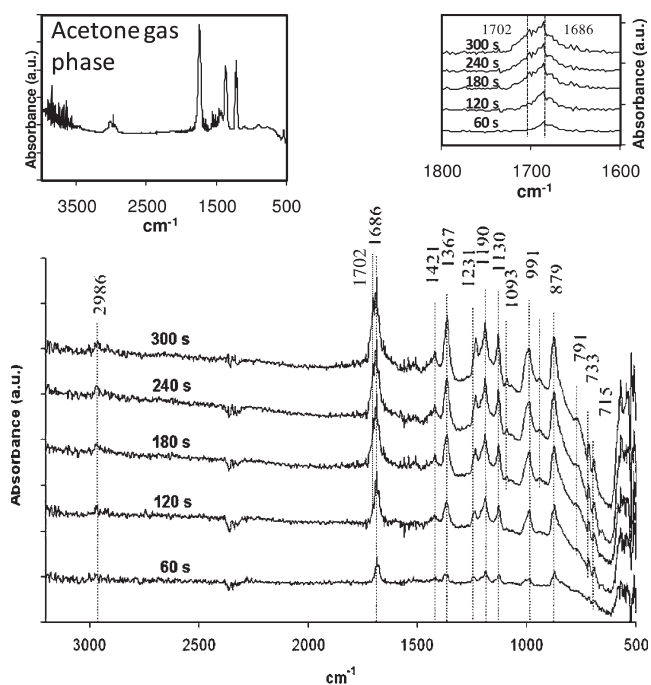 Acetone gas
phase
Absorbance (a.u.)
3500 2500 1500 500
cm-1
1702 1686
300 s
240 s
180 s
120 s
60 s
Absorbance (a.u.)
1800 1700 1600
cm-1
2986 1702 1686 1421 1367 1231 1190 1130 1093 991 879 791 733 715
300 s
240 s
180 s
120 s
60 s
Absorbance (a.u.)
3000 2500 2000 1500 1000 500
cm-1